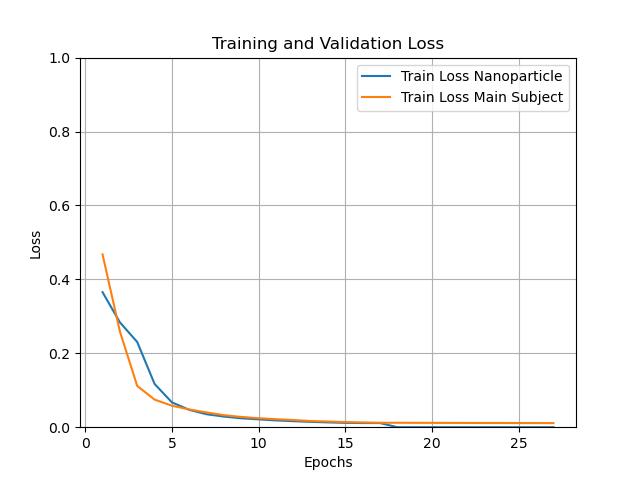 Training and Validation Loss
Train Loss Nanoparticle
Train Loss Main Subject
Loss
1.0
0.8
0.6
0.4
0.2
0.0
0 5 10 15 20 25
Epochs